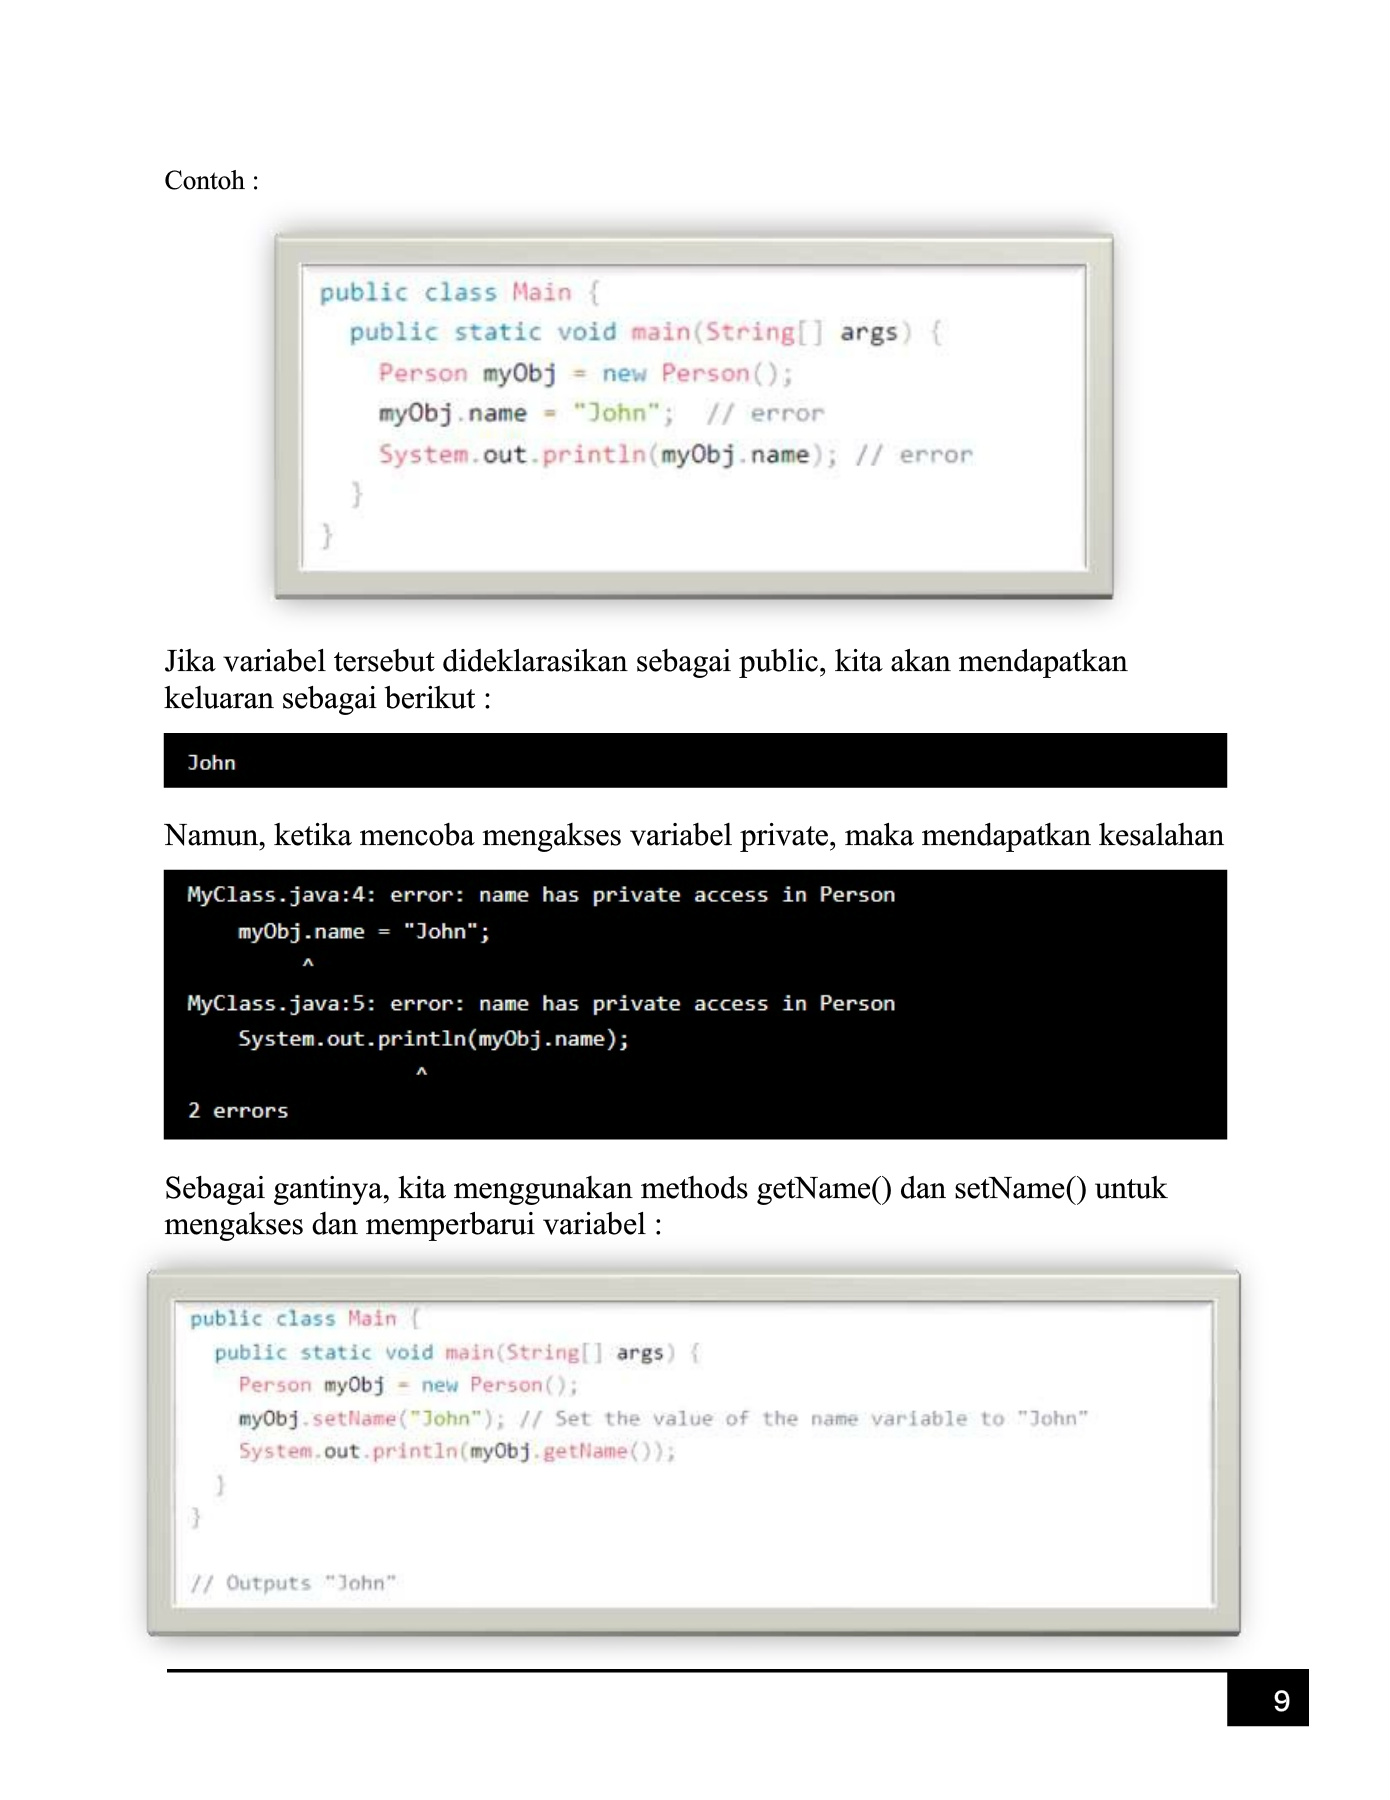 Contoh :
public class Main {
  public static void main(String[] args) {
    Person myObj = new Person();
    myObj.name = "John";  // error
    System.out.println(myObj.name); // error
  }
}
Jika variabel tersebut dideklarasikan sebagai public, kita akan mendapatkan
keluaran sebagai berikut :
John
Namun, ketika mencoba mengakses variabel private, maka mendapatkan kesalahan
MyClass.java:4: error: name has private access in Person
    myObj.name = "John";
         ^
MyClass.java:5: error: name has private access in Person
    System.out.println(myObj.name);
                  ^
2 errors
Sebagai gantinya, kita menggunakan methods getName() dan setName() untuk
mengakses dan memperbarui variabel :
public class Main {
  public static void main(String[] args) {
    Person myObj = new Person();
    myObj.setName("John"); // Set the value of the name variable to "John"
    System.out.println(myObj.getName());
  }
}
// Outputs "John"
9